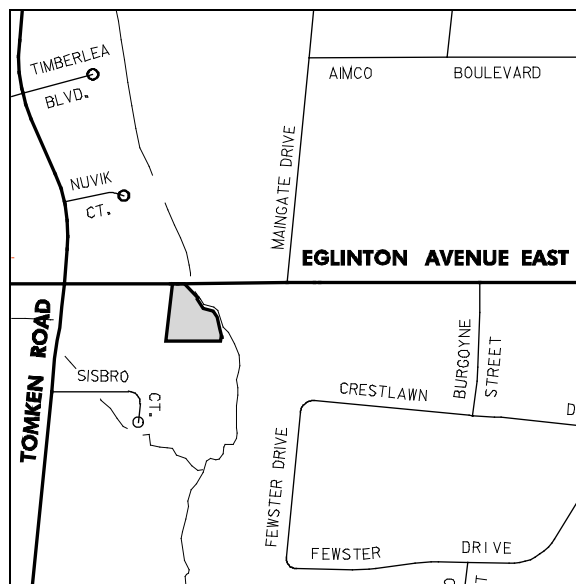 TIMBERLEA
BLVD.
AIMCO BOULEVARD
NUVIK
CT.
MAINGATE DRIVE
EGLINTON AVENUE EAST
TOMKEN ROAD
SISBRO
CT.
CRESTLAWN
D
BURGOYNE
STREET
FEWSTER DRIVE
FEWSTER DRIVE